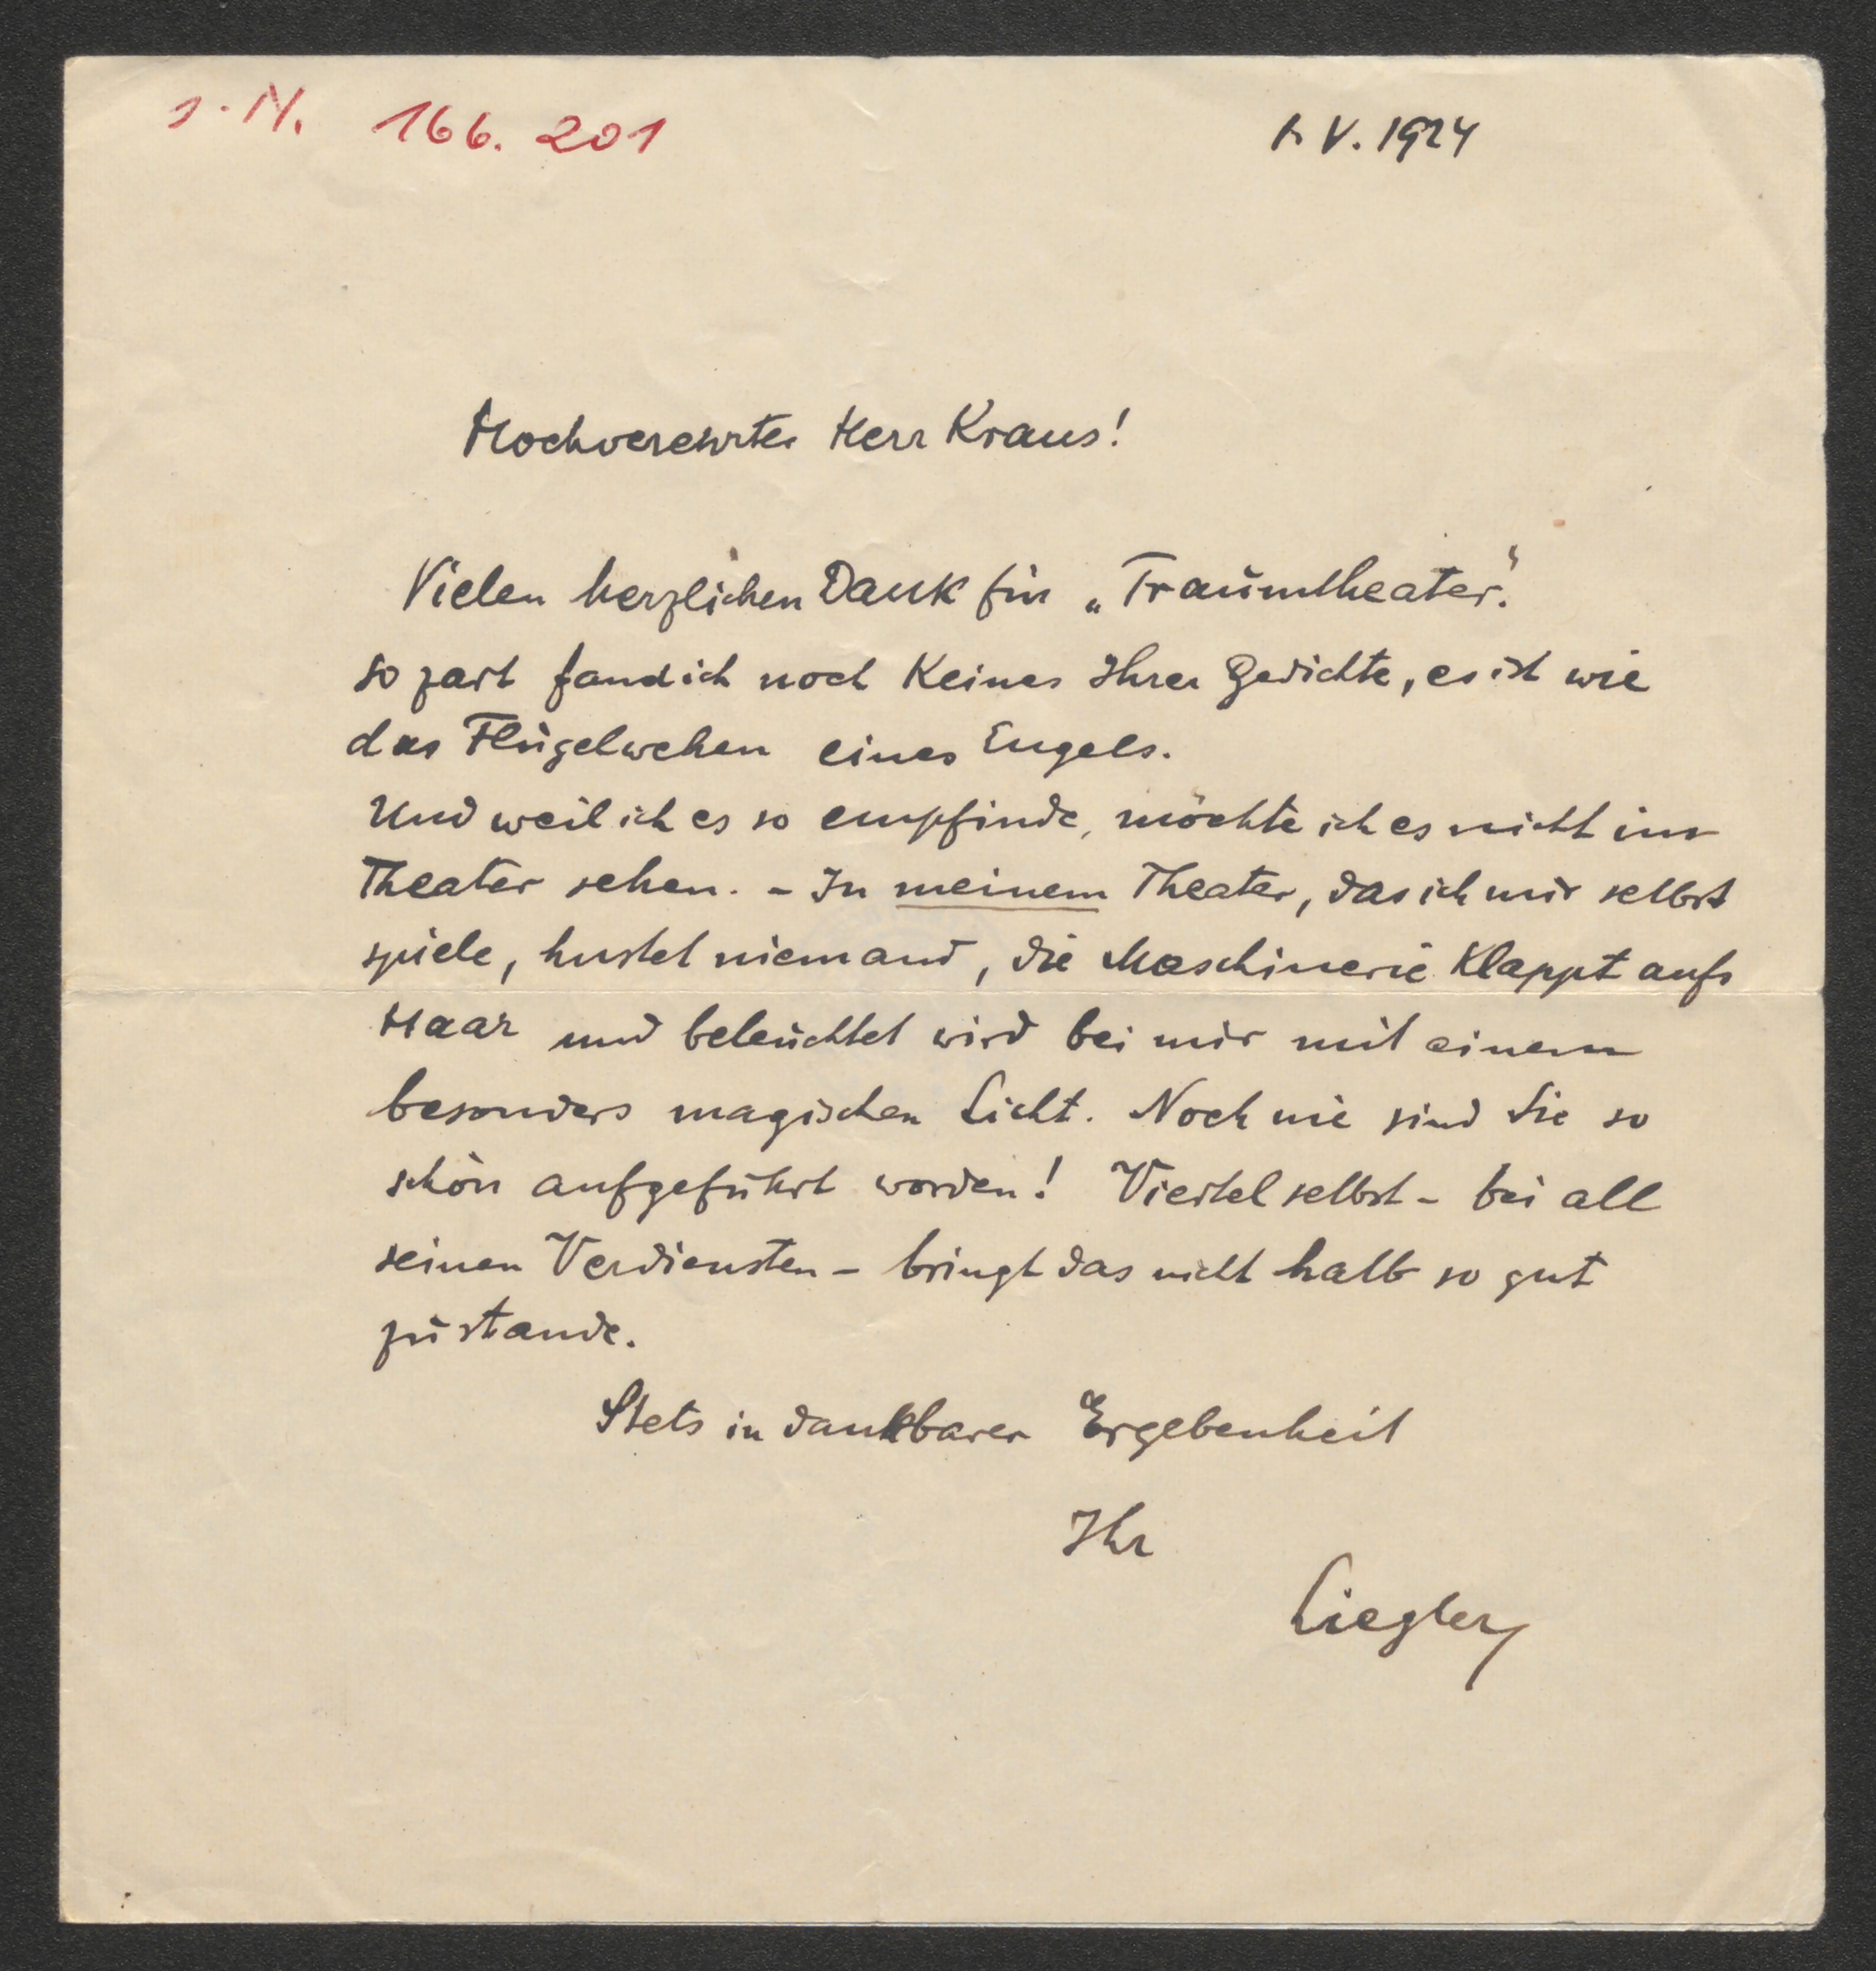 J. N. 166.201
1. V. 1924
Hochverehrter Herr Kraus!
Vielen herzlichen Dank für „Traumtheater“.
So zart fand ich noch keines Ihrer Gedichte, es ist wie
das Flügelwehen eines Engels.
Und weil ich es so empfinde, möchte ich es nicht im
Theater sehen. – In meinem Theater, das ich mir selbst
spiele, hustet niemand, die Maschinerie klappt aufs
Haar und beleuchtet wird bei mir mit einem
besonders magischen Licht. Noch nie sind Sie so
schön aufgeführt worden! Viertel selbst – bei all
seinen Verdiensten – bringt das nicht halb so gut
zustande.
Stets in dankbarer Ergebenheit
Ihr
Liegler